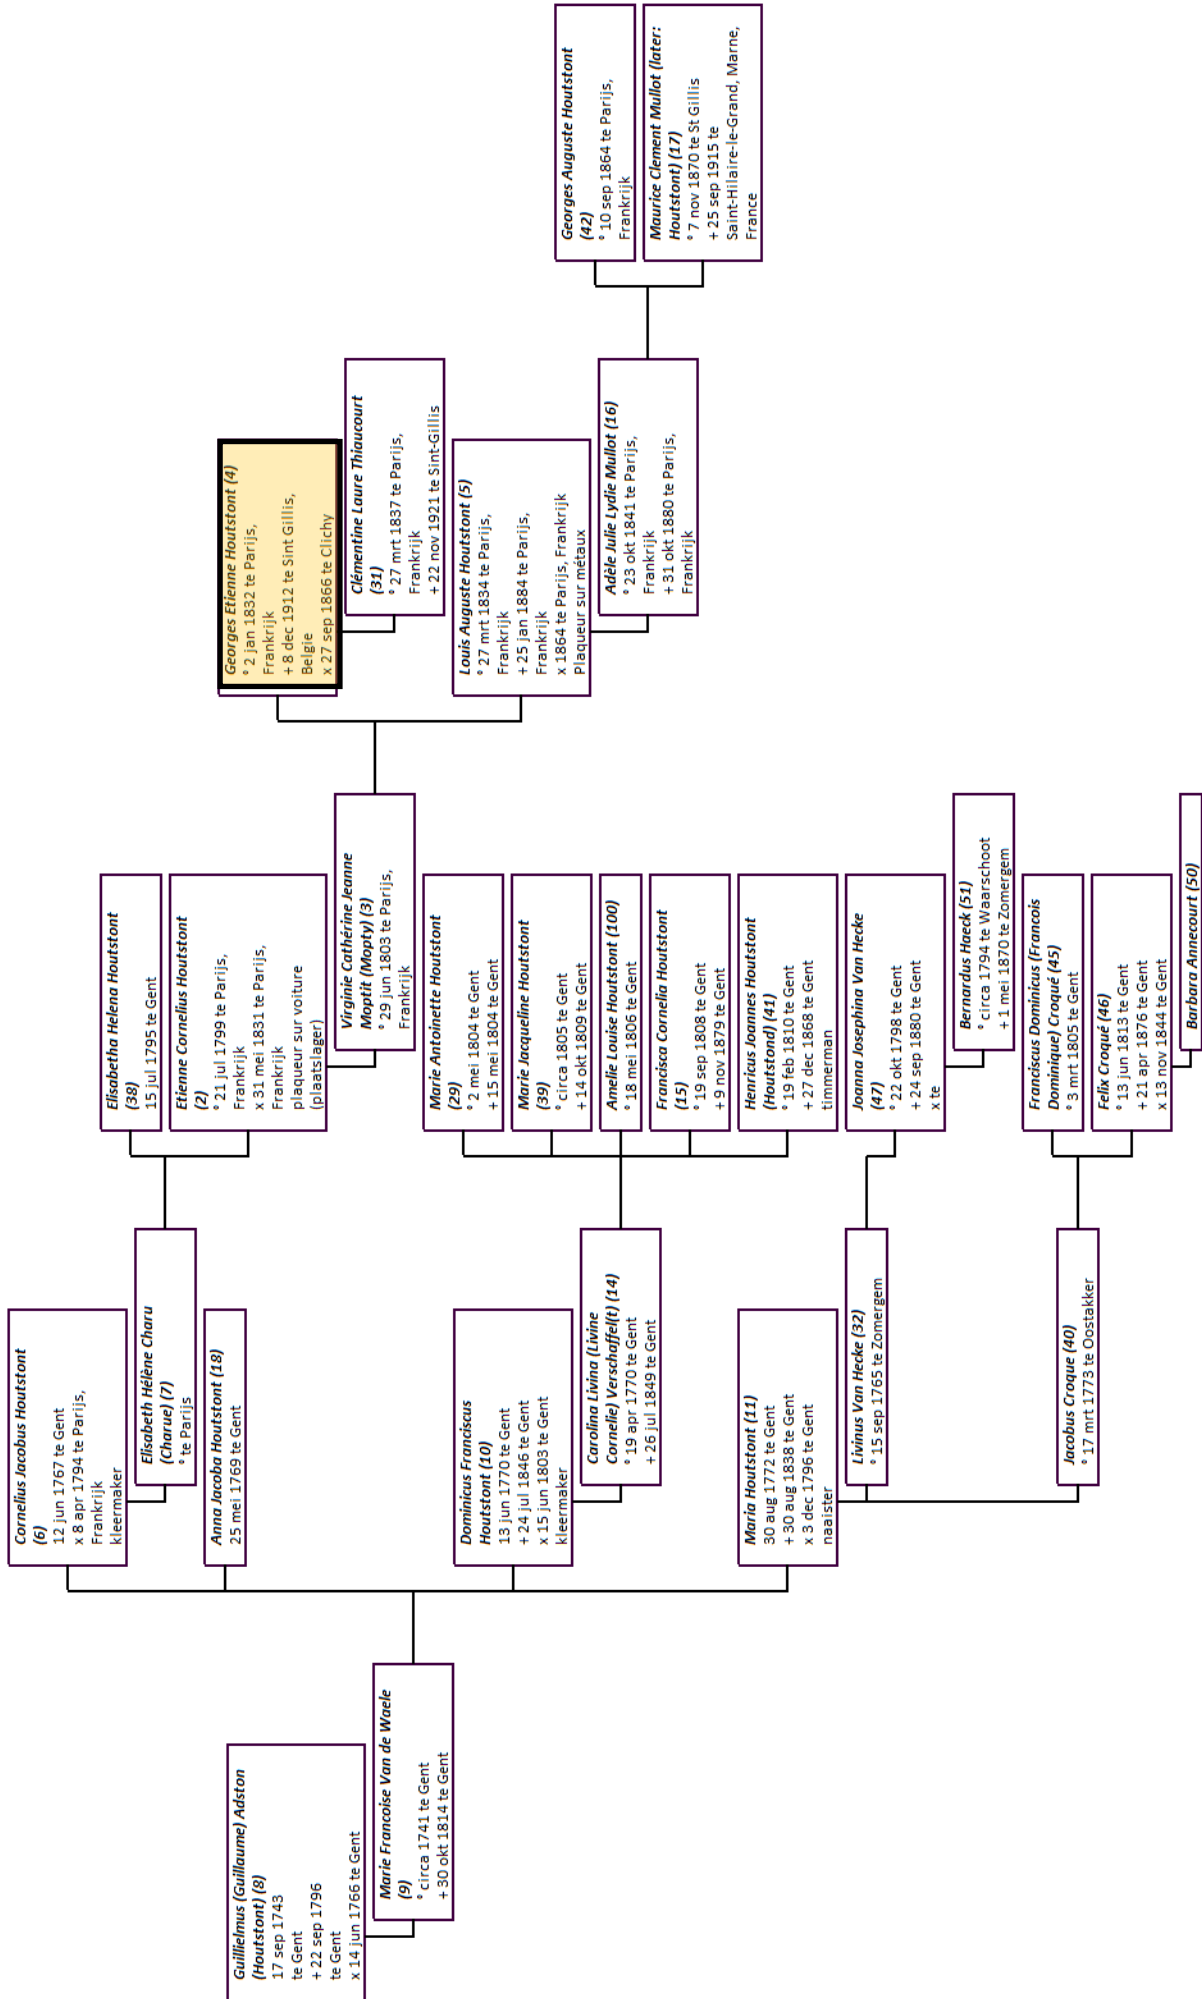 Guillielmus (Guillaume) Adston
(Houtstont) (8)
17 sep 1743
te Gent
+ 22 sep 1796
te Gent
x 14 jun 1766 te Gent
Marie Francoise Van de Waele
(9)
° circa 1741 te Gent
+ 30 okt 1814 te Gent
Cornelius Jacobus Houtstont
(6)
12 jun 1767 te Gent
x 8 apr 1794 te Parijs,
Frankrijk
kleermaker
Elisabeth Hélène Charu
(Charue) (7)
° te Parijs
Anna Jacoba Houtstont (18)
25 mei 1769 te Gent
Dominicus Franciscus
Houtstont (10)
13 jun 1770 te Gent
+ 24 jul 1846 te Gent
x 15 jun 1803 te Gent
kleermaker
Carolina Livina (Livine
Cornelie) Verschaffel(t) (14)
° 19 apr 1770 te Gent
+ 26 jul 1849 te Gent
Maria Houtstont (11)
30 aug 1772 te Gent
+ 30 aug 1838 te Gent
x 3 dec 1796 te Gent
naaister
Livinus Van Hecke (32)
° 15 sep 1765 te Zomergem
Jacobus Croque (40)
° 17 mrt 1773 te Oostakker
Elisabetha Helena Houtstont
(38)
15 jul 1795 te Gent
Etienne Cornelius Houtstont
(2)
° 21 jul 1799 te Parijs,
Frankrijk
x 31 mei 1831 te Parijs,
Frankrijk
plaqueur sur voiture
(plaatslager)
Virginie Cathérine Jeanne
Moptit (Mopty) (3)
° 29 jun 1803 te Parijs,
Frankrijk
Marie Antoinette Houtstont
(29)
° 2 mei 1804 te Gent
+ 15 mei 1804 te Gent
Marie Jacqueline Houtstont
(39)
° circa 1805 te Gent
+ 14 okt 1809 te Gent
Amelie Louise Houtstont (100)
° 18 mei 1806 te Gent
Francisca Cornelia Houtstont
(15)
° 19 sep 1808 te Gent
+ 9 nov 1879 te Gent
Henricus Joannes Houtstont
(Houtstond) (41)
° 19 feb 1810 te Gent
+ 27 dec 1868 te Gent
timmerman
Joanna Josephina Van Hecke
(47)
° 22 okt 1798 te Gent
+ 24 sep 1880 te Gent
x te
Bernardus Haeck (51)
° circa 1794 te Waarschoot
+ 1 mei 1870 te Zomergem
Franciscus Dominicus (Francois
Dominique) Croqué (45)
° 3 mrt 1805 te Gent
Felix Croqué (46)
° 13 jun 1813 te Gent
+ 21 apr 1876 te Gent
x 13 nov 1844 te Gent
Barbara Annecourt (50)
Georges Etienne Houtstont (4)
° 2 jan 1832 te Parijs,
Frankrijk
+ 8 dec 1912 te Sint Gillis,
Belgie
x 27 sep 1866 te Clichy
Clémentine Laure Thiaucourt
(31)
° 27 mrt 1837 te Parijs,
Frankrijk
+ 22 nov 1921 te Sint-Gillis
Louis Auguste Houtstont (5)
° 27 mrt 1834 te Parijs,
Frankrijk
+ 25 jan 1884 te Parijs,
Frankrijk
x 1864 te Parijs, Frankrijk
Plaqueur sur métaux
Adèle Julie Lydie Mullot (16)
° 23 okt 1841 te Parijs,
Frankrijk
+ 31 okt 1880 te Parijs,
Frankrijk
Georges Auguste Houtstont
(42)
° 10 sep 1864 te Parijs,
Frankrijk
Maurice Clement Mullot (later:
Houtstont) (17)
° 7 nov 1870 te St Gillis
+ 25 sep 1915 te
Saint-Hilaire-le-Grand, Marne,
France